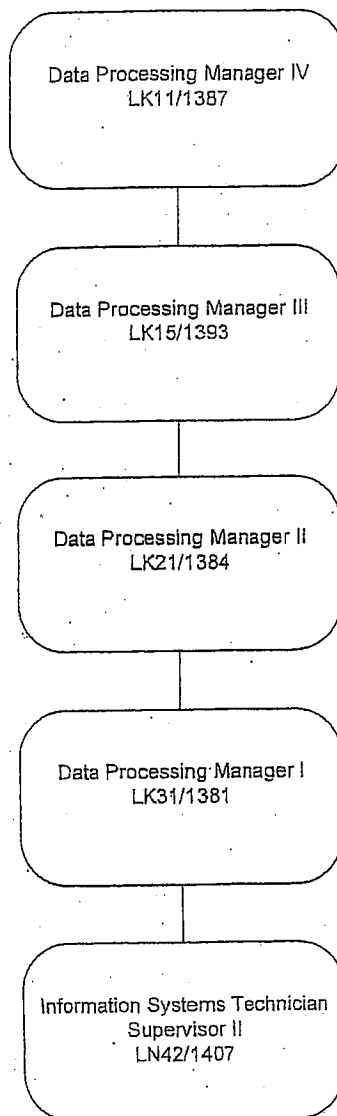 Data Processing Manager IV
LK11/1387
Data Processing Manager III
LK15/1393
Data Processing Manager II
LK21/1384
Data Processing Manager I
LK31/1381
Information Systems Technician
Supervisor II
LN42/1407